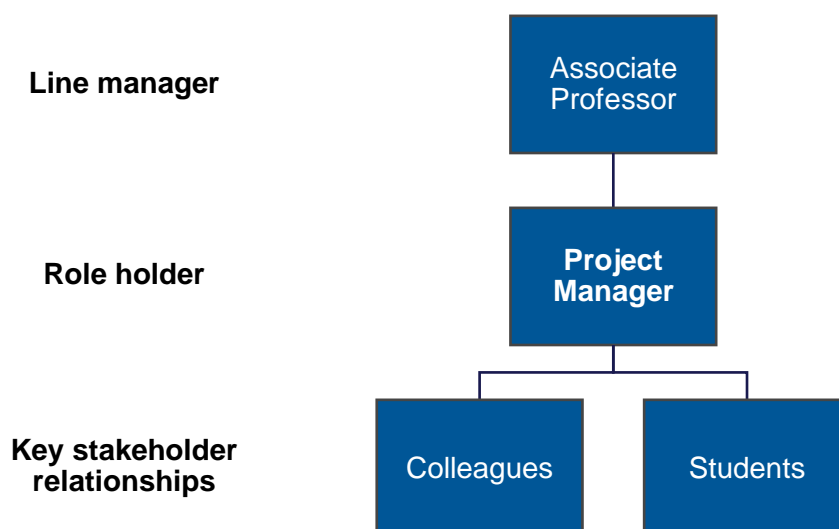 Line manager
Associate
Professor
Role holder
Project
Manager
Key stakeholder
relationships
Colleagues
Students